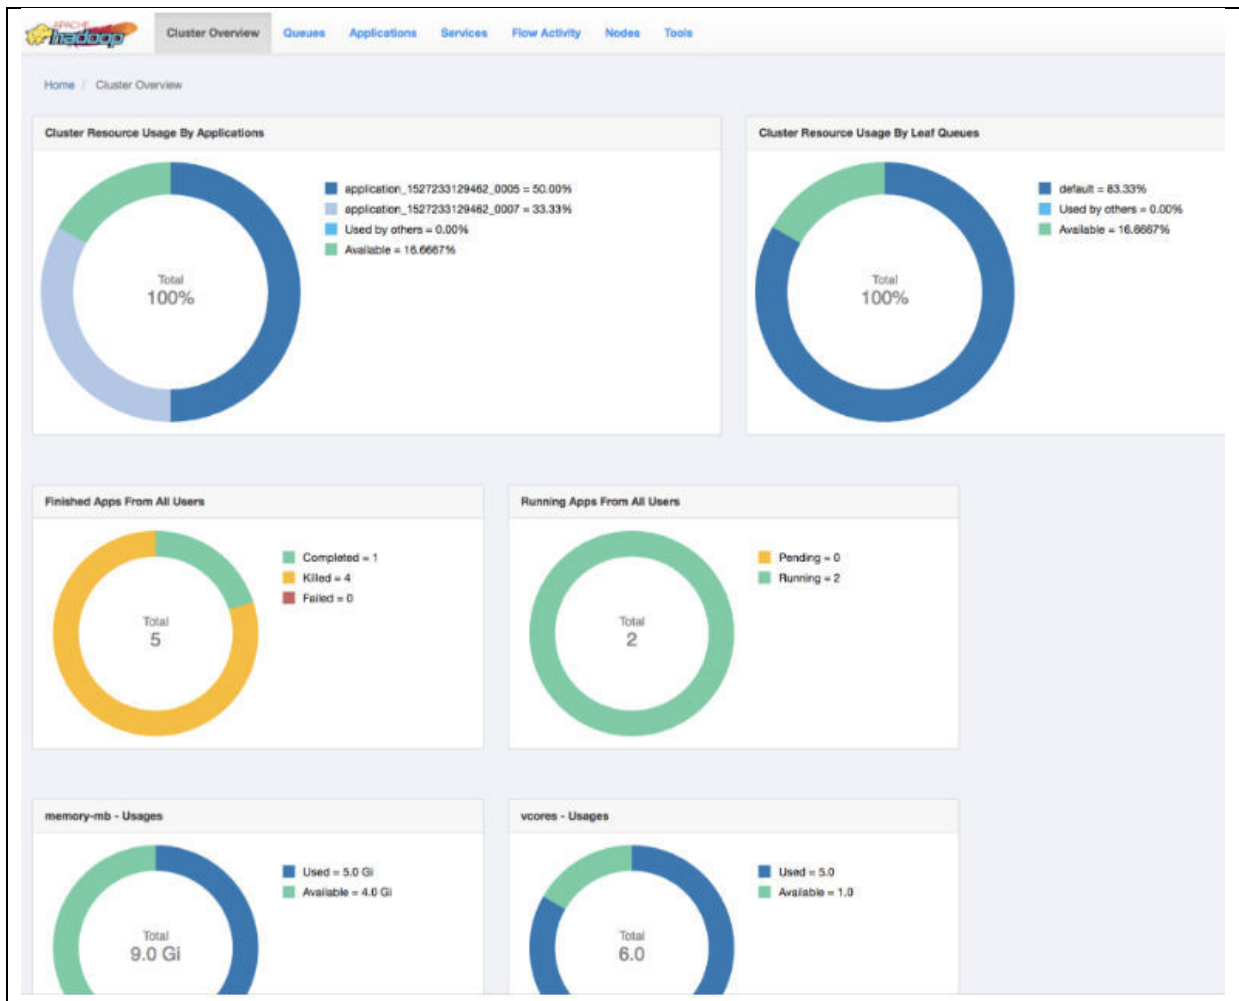 APACHE
hadoop
Cluster Overview Queues Applications Services Flow Activity Nodes Tools
Home / Cluster Overview
Cluster Resource Usage By Applications
Total
100%
application_1527233129462_0005 = 50.00%
application_1527233129462_0007 = 33.33%
Used by others = 0.00%
Available = 16.6667%
Cluster Resource Usage By Leaf Queues
Total
100%
default = 83.33%
Used by others = 0.00%
Available = 16.6667%
Finished Apps From All Users
Total
5
Completed = 1
Killed = 4
Failed = 0
Running Apps From All Users
Total
2
Pending = 0
Running = 2
memory-mb - Usages
Total
9.0 Gi
Used = 5.0 Gi
Available = 4.0 Gi
vcores - Usages
Total
6.0
Used = 5.0
Available = 1.0